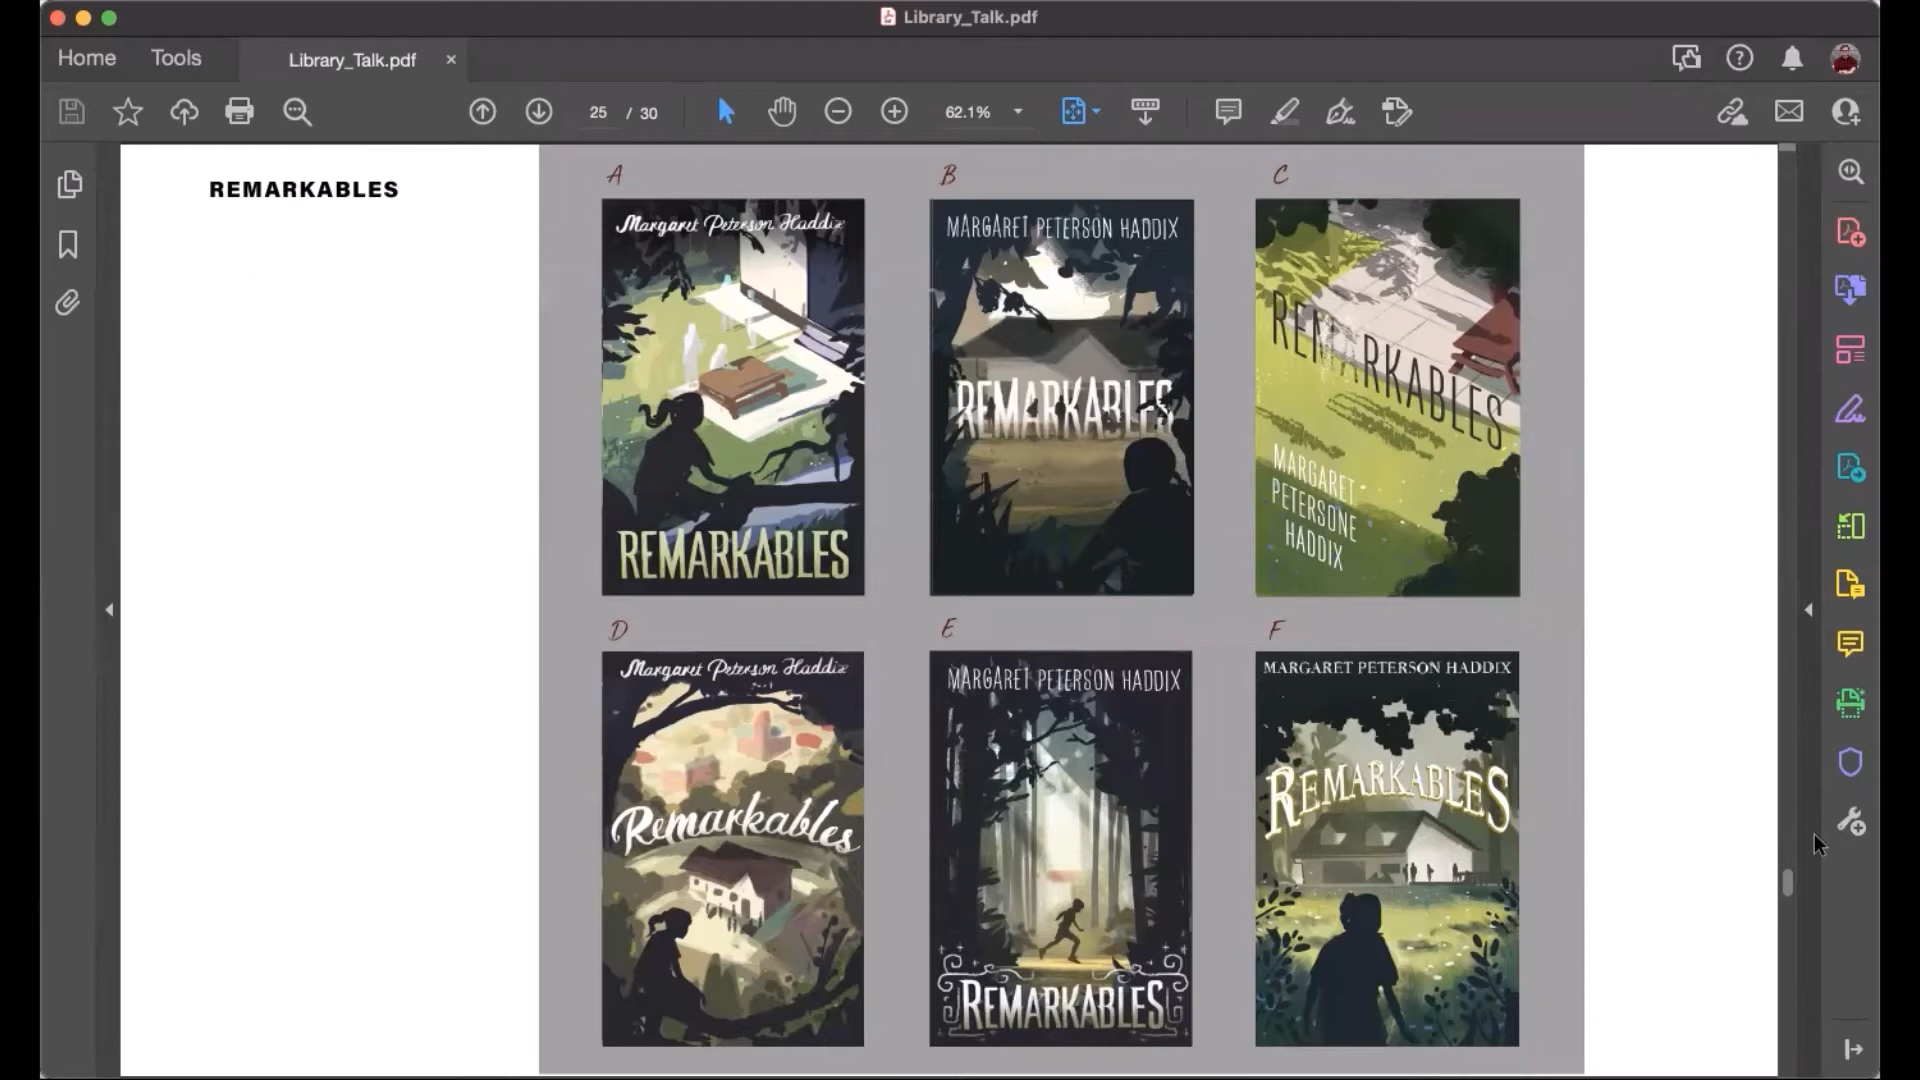 Library_Talk.pdf
Home
Tools
Library_Talk.pdf
25 / 30
62.1%
REMARKABLES
A
B
C
Margaret Peterson Haddix
REMARKABLES
MARGARET PETERSON HADDIX
REMARKABLES
REMARKABLES
MARGARET
PETERSONE
HADDIX
D
E
F
Margaret Peterson Haddix
Remarkables
MARGARET PETERSON HADDIX
REMARKABLES
MARGARET PETERSON HADDIX
REMARKABLES